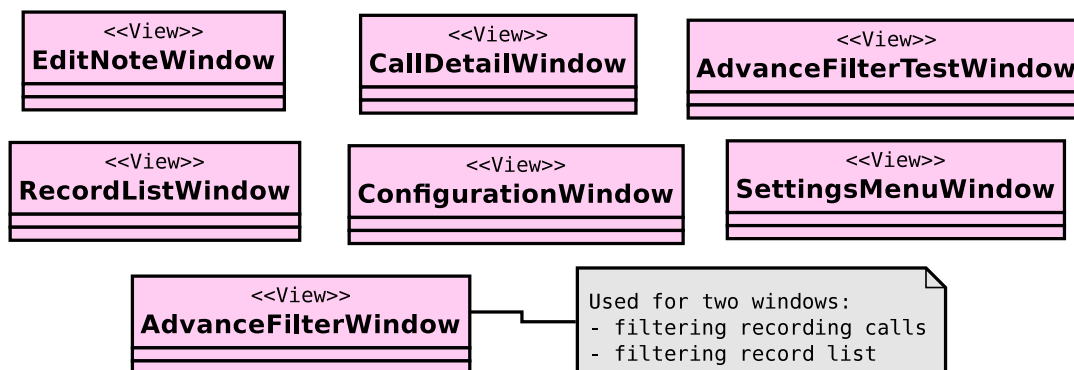 <<View>>
EditNoteWindow
<<View>>
CallDetailWindow
<<View>>
AdvanceFilterTestWindow
<<View>>
RecordListWindow
<<View>>
ConfigurationWindow
<<View>>
SettingsMenuWindow
<<View>>
AdvanceFilterWindow
Used for two windows:
- filtering recording calls
- filtering record list